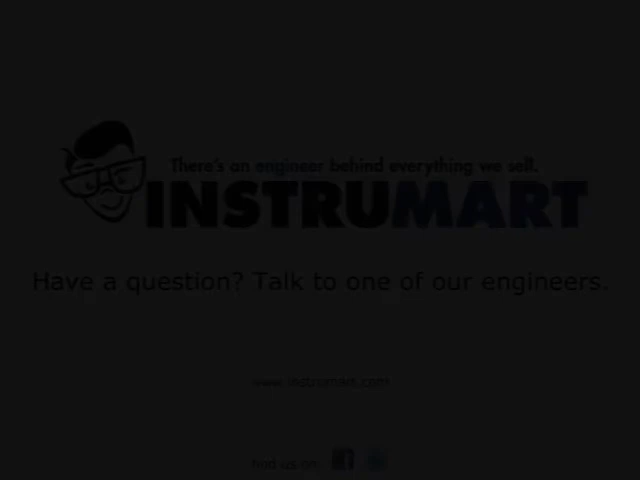 There's an engineer behind everything we sell.
INSTRUMART
Have a question? Talk to one of our engineers.
www.instrumart.com
find us on: